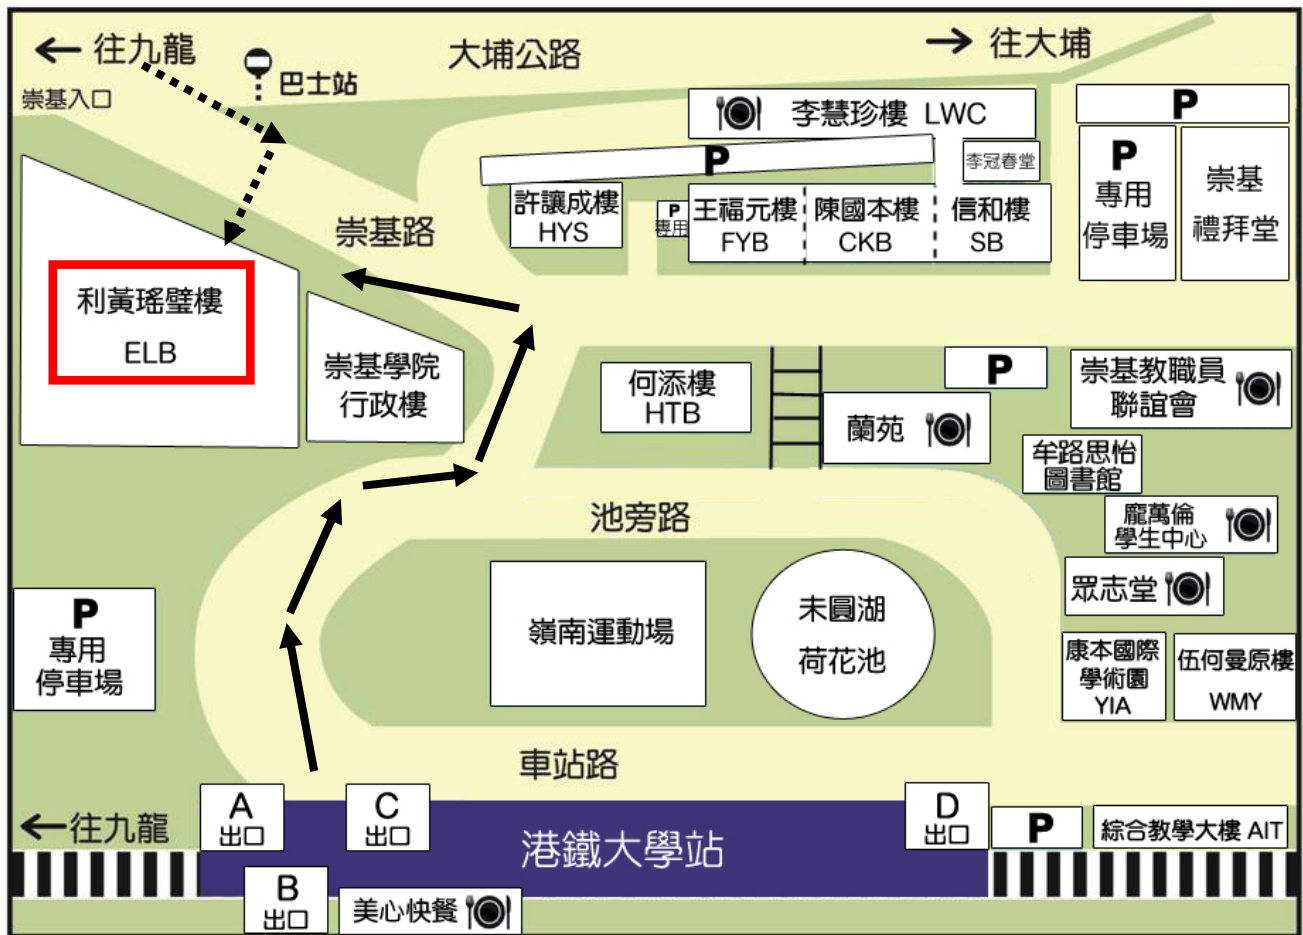 ← 往九龍
大埔公路
→ 往大埔
崇基入口
巴士站
李慧珍樓 LWC
P
P
李冠春堂
P
專用
停車場
崇基
禮拜堂
崇基路
許讓成樓
HYS
P
專用
王福元樓
FYB
陳國本樓
CKB
信和樓
SB
利黃瑤璧樓
ELB
崇基學院
行政樓
何添樓
HTB
蘭苑
P
崇基教職員
聯誼會
牟路思怡
圖書館
池旁路
龐萬倫
學生中心
眾志堂
P
專用
停車場
嶺南運動場
未圓湖
荷花池
康本國際
學術園
YIA
伍何曼原樓
WMY
車站路
A
出口
C
出口
D
出口
←往九龍
港鐵大學站
P
綜合教學大樓 AIT
B
出口
美心快餐